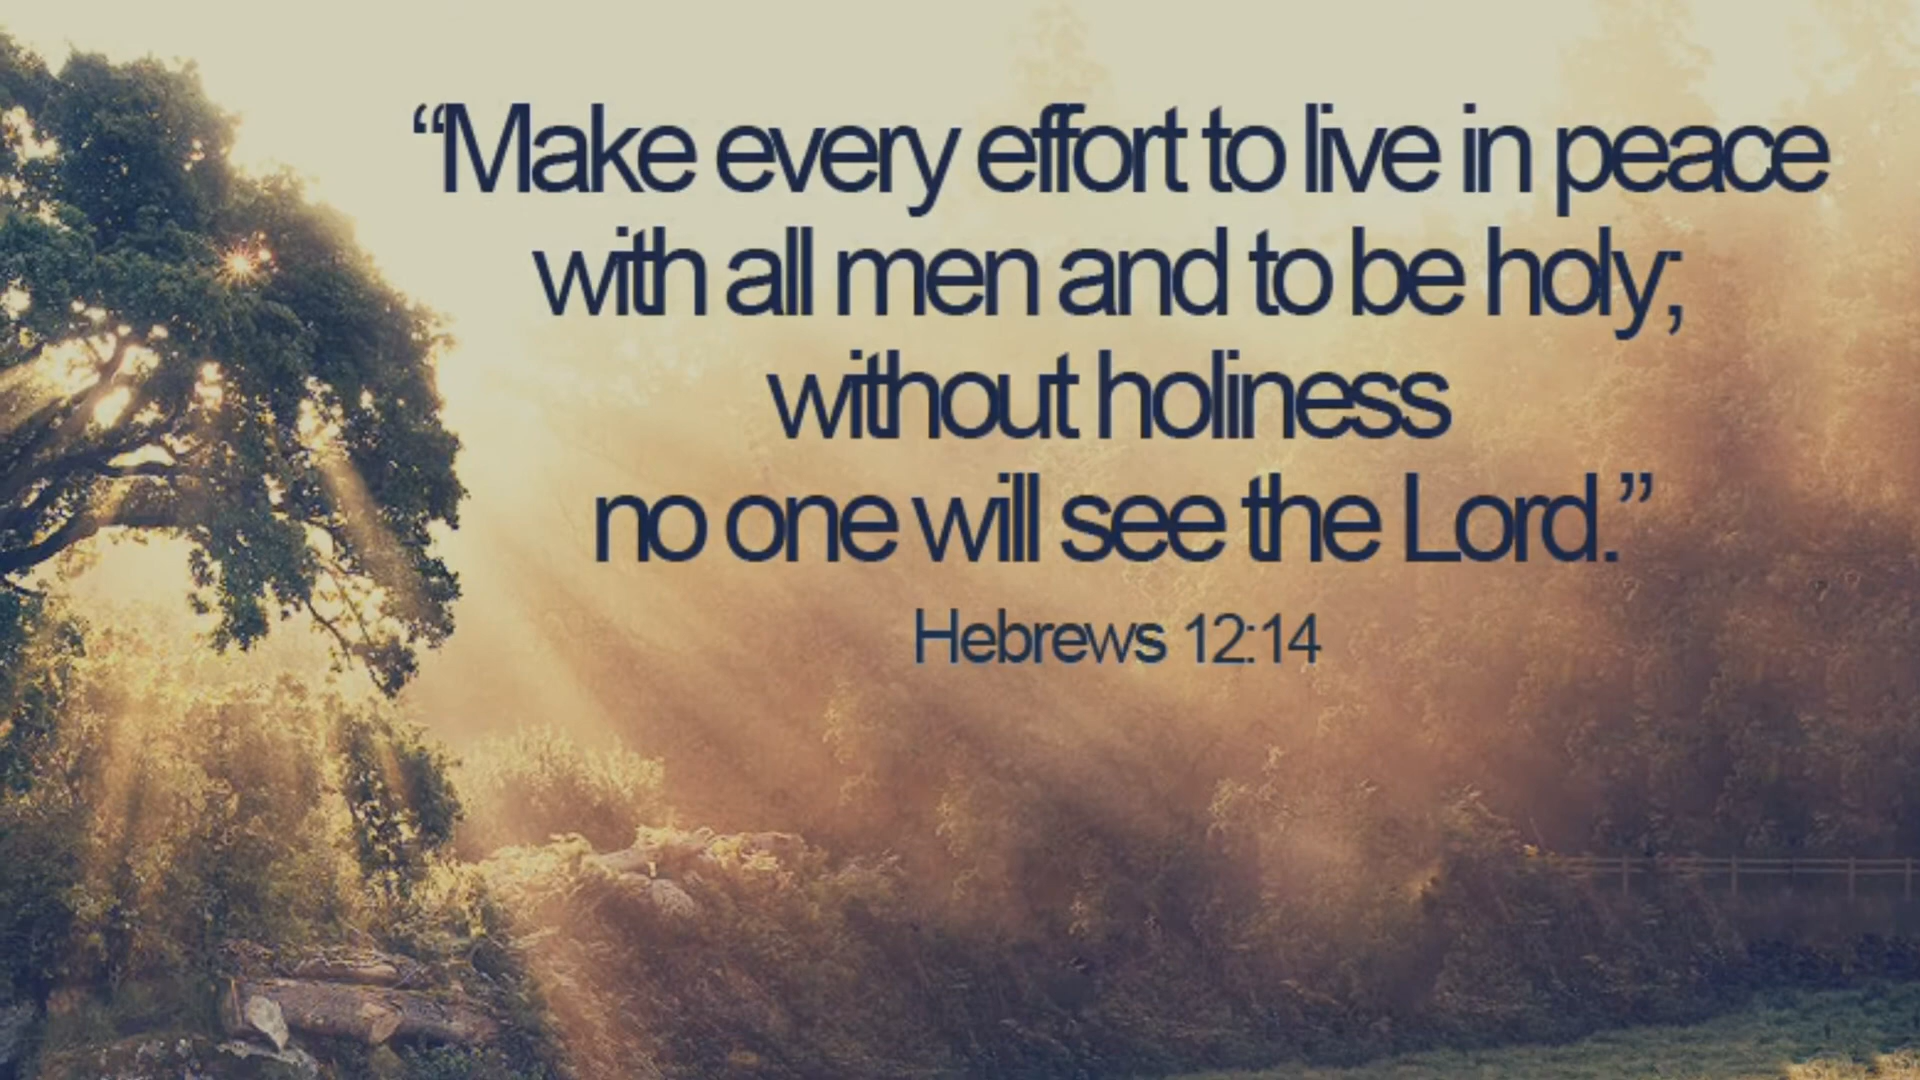 “Make every effort to live in peace
with all men and to be holy;
without holiness
no one will see the Lord.”
Hebrews 12:14